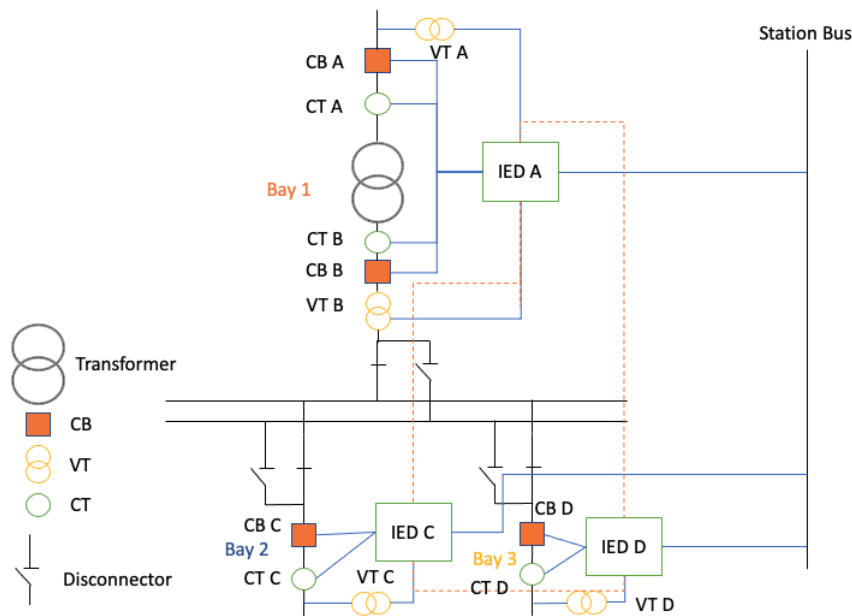 Station Bus
VT A
CB A
CT A
IED A
Bay 1
CT B
CB B
VT B
Transformer
CB
VT
CT
Disconnector
CB C
Bay 2
IED C
CT C
VT C
CB D
Bay 3
IED D
CT D
VT D